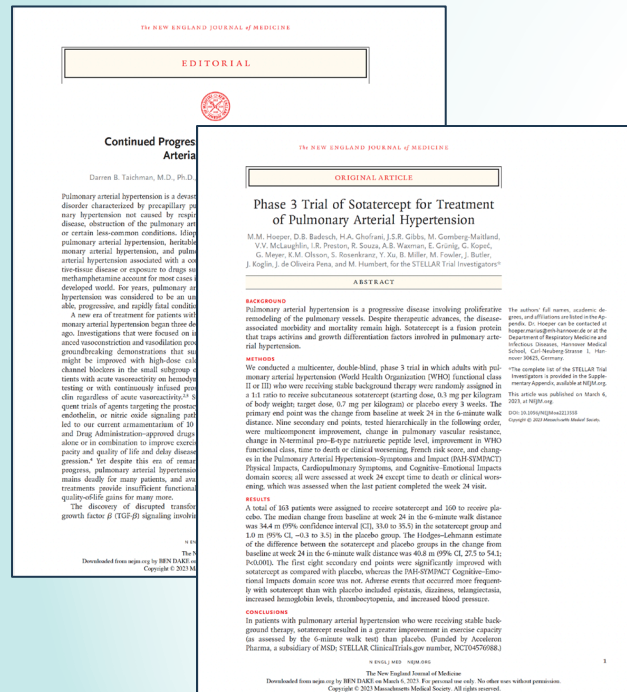 The NEW ENGLAND JOURNAL of MEDICINE
EDITORIAL
Continued Progres
Arteria
Darren B. Taichman, M.D., Ph.D.,
Pulmonary arterial hypertension is a devast
disorder characterized by precapillary pu
nary hypertension not caused by respir
disease, obstruction of the pulmonary art
or certain less-common conditions. Idiop
pulmonary arterial hypertension, heritable
monary arterial hypertension, and pulmo
arterial hypertension associated with a co
tive-tissue disease or exposure to drugs su
methamphetamine account for most cases i
developed world. For years, pulmonary ar
hypertension was considered to be an un
able, progressive, and rapidly fatal conditio
A new era of treatment for patients with
monary arterial hypertension began three de
ago. Investigations that were focused on i
anced vasoconstriction and vasodilation prod
groundbreaking demonstrations that su
might be improved with high-dose calc
channel blockers in the small subgroup o
tients with acute vasoreactivity on hemodyn
testing or with continuously infused pro
clin regardless of acute vasoreactivity.2,3 S
quent trials of agents targeting the prostac
endothelin, or nitric oxide signaling pat
led to our current armamentarium of 10
and Drug Administration–approved drugs
alone or in combination to improve exercis
pacity and quality of life and delay disease
gression.4 Yet despite this era of remar
progress, pulmonary arterial hypertensio
mains deadly for many patients, and ava
treatments provide insufficient functional
quality-of-life gains for many more.
The discovery of disrupted transfor
growth factor β (TGF-β) signaling involvin
N EN
The N
Downloaded from nejm.org by BEN DAKE on
Copyright © 2023 Ma
The NEW ENGLAND JOURNAL of MEDICINE
ORIGINAL ARTICLE
Phase 3 Trial of Sotatercept for Treatment
of Pulmonary Arterial Hypertension
M.M. Hoeper, D.B. Badesch, H.A. Ghofrani, J.S.R. Gibbs, M. Gomberg-Maitland,
V.V. McLaughlin, I.R. Preston, R. Souza, A.B. Waxman, E. Grünig, G. Kopeć,
G. Meyer, K.M. Olsson, S. Rosenkranz, Y. Xu, B. Miller, M. Fowler, J. Butler,
J. Koglin, J. de Oliveira Pena, and M. Humbert, for the STELLAR Trial Investigators*
ABSTRACT
BACKGROUND
Pulmonary arterial hypertension is a progressive disease involving proliferative
remodeling of the pulmonary vessels. Despite therapeutic advances, the disease-
associated morbidity and mortality remain high. Sotatercept is a fusion protein
that traps activins and growth differentiation factors involved in pulmonary arte-
rial hypertension.
METHODS
We conducted a multicenter, double-blind, phase 3 trial in which adults with pul-
monary arterial hypertension (World Health Organization [WHO] functional class
II or III) who were receiving stable background therapy were randomly assigned in
a 1:1 ratio to receive subcutaneous sotatercept (starting dose, 0.3 mg per kilogram
of body weight; target dose, 0.7 mg per kilogram) or placebo every 3 weeks. The
primary end point was the change from baseline at week 24 in the 6-minute walk
distance. Nine secondary end points, tested hierarchically in the following order,
were multicomponent improvement, change in pulmonary vascular resistance,
change in N-terminal pro–B-type natriuretic peptide level, improvement in WHO
functional class, time to death or clinical worsening, French risk score, and chang-
es in the Pulmonary Arterial Hypertension–Symptoms and Impact (PAH-SYMPACT)
Physical Impacts, Cardiopulmonary Symptoms, and Cognitive–Emotional Impacts
domain scores; all were assessed at week 24 except time to death or clinical wors-
ening, which was assessed when the last patient completed the week 24 visit.
RESULTS
A total of 163 patients were assigned to receive sotatercept and 160 to receive pla-
cebo. The median change from baseline at week 24 in the 6-minute walk distance
was 34.4 m (95% confidence interval [CI], 33.0 to 35.5) in the sotatercept group and
1.0 m (95% CI, −0.3 to 3.5) in the placebo group. The Hodges–Lehmann estimate
of the difference between the sotatercept and placebo groups in the change from
baseline at week 24 in the 6-minute walk distance was 40.8 m (95% CI, 27.5 to 54.1;
P<0.001). The first eight secondary end points were significantly improved with
sotatercept as compared with placebo, whereas the PAH-SYMPACT Cognitive–Emo-
tional Impacts domain score was not. Adverse events that occurred more frequent-
ly with sotatercept than with placebo included epistaxis, dizziness, telangiectasia,
increased hemoglobin levels, thrombocytopenia, and increased blood pressure.
CONCLUSIONS
In patients with pulmonary arterial hypertension who were receiving stable back-
ground therapy, sotatercept resulted in a greater improvement in exercise capacity
(as assessed by the 6-minute walk test) than placebo. (Funded by Acceleron
Pharma, a subsidiary of MSD; STELLAR ClinicalTrials.gov number, NCT04576988.)
The authors' full names, academic de-
grees, and affiliations are listed in the Ap-
pendix. Dr. Hoeper can be contacted at
hoeper.marius@mh-hannover.de or at the
Department of Respiratory Medicine and
Infectious Diseases, Hannover Medical
School, Carl-Neuberg-Strasse 1, Han-
nover 30625, Germany.
*The complete list of the STELLAR Trial
Investigators is provided in the Supple-
mentary Appendix, available at NEJM.org.
This article was published on March 6,
2023, at NEJM.org.
DOI: 10.1056/NEJMoa2213558
Copyright © 2023 Massachusetts Medical Society.
N ENGL J MED NEJM.ORG
1
The New England Journal of Medicine
Downloaded from nejm.org by BEN DAKE on March 6, 2023. For personal use only. No other uses without permission.
Copyright © 2023 Massachusetts Medical Society. All rights reserved.